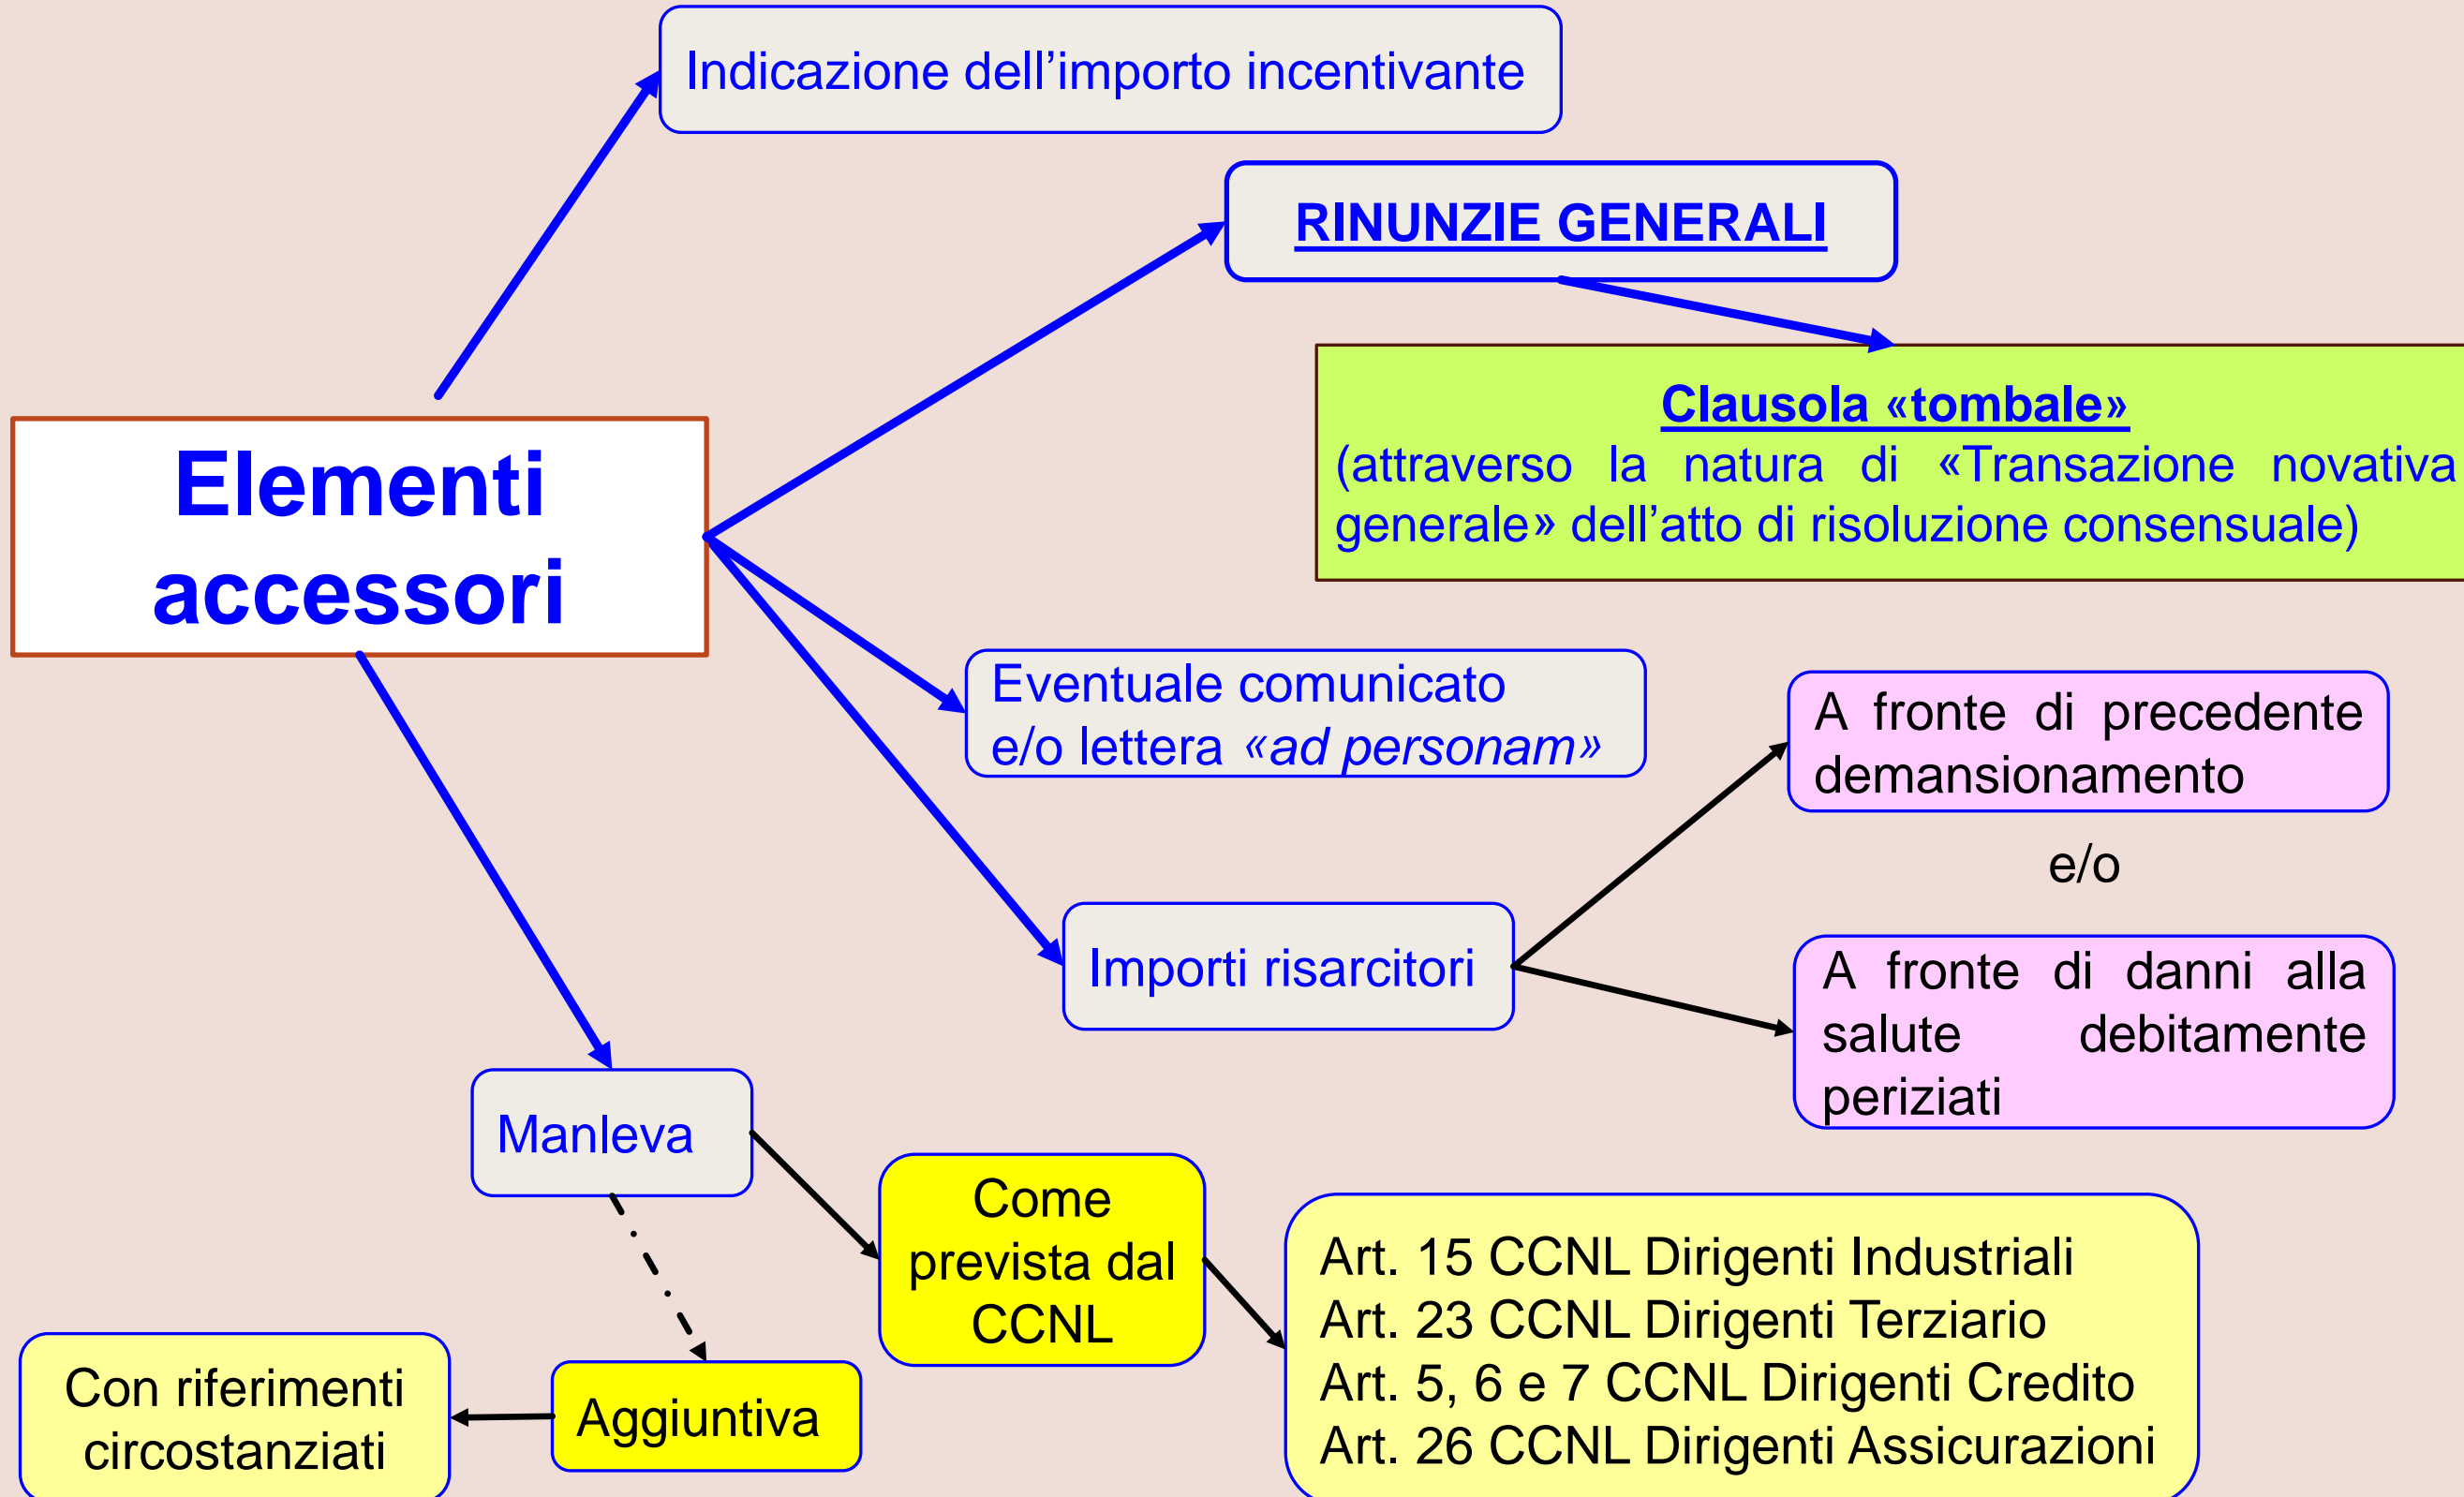 Indicazione dell’importo incentivante
RINUNZIE GENERALI
Clausola «tombale»
(attraverso la natura di «Transazione novativa
generale» dell’atto di risoluzione consensuale)
Elementi
accessori
Eventuale comunicato
e/o lettera «ad personam»
A fronte di precedente
demansionamento
e/o
Importi risarcitori
A fronte di danni alla
salute debitamente
periziati
Manleva
Come
prevista dal
CCNL
Art. 15 CCNL Dirigenti Industriali
Art. 23 CCNL Dirigenti Terziario
Art. 5, 6 e 7 CCNL Dirigenti Credito
Art. 26 CCNL Dirigenti Assicurazioni
Aggiuntiva
Con riferimenti
circostanziati